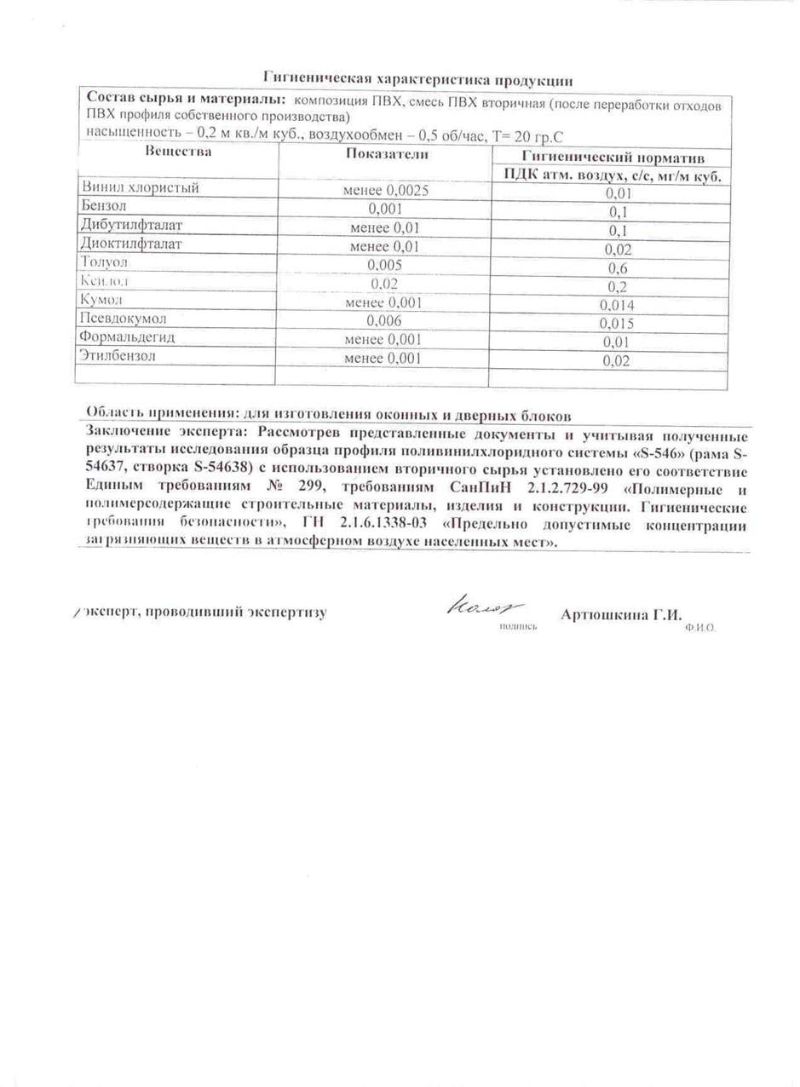 Гигиеническая характеристика продукции
Состав сырья и материалы: композиция ПВХ, смесь ПВХ вторичная (после переработки отходов
ПВХ профиля собственного производства)
насыщенность – 0,2 м кв./м куб., воздухообмен – 0,5 об/час, Т= 20 гр.С
Вещества Показатели Гигиенический норматив
ПДК атм. воздух, с/с, мг/м куб.
Винил хлористый менее 0,0025 0,01
Бензол 0,001 0,1
Дибутилфталат менее 0,01 0,1
Диоктилфталат менее 0,01 0,02
Толуол 0,005 0,6
Ксилол 0,02 0,2
Кумол менее 0,001 0,014
Псевдокумол 0,006 0,015
Формальдегид менее 0,001 0,01
Этилбензол менее 0,001 0,02
Область применения: для изготовления оконных и дверных блоков
Заключение эксперта: Рассмотрев представленные документы и учитывая полученные
результаты исследования образца профиля поливинилхлоридного системы «S-546» (рама S-
54637, створка S-54638) с использованием вторичного сырья установлено его соответствие
Единым требованиям № 299, требованиям СанПиН 2.1.2.729-99 «Полимерные и
полимерсодержащие строительные материалы, изделия и конструкции. Гигиенические
требования безопасности», ГН 2.1.6.1338-03 «Предельно допустимые концентрации
загрязняющих веществ в атмосферном воздухе населенных мест».
эксперт, проводивший экспертизу Артюшкина Г.И.
подпись Ф.И.О.